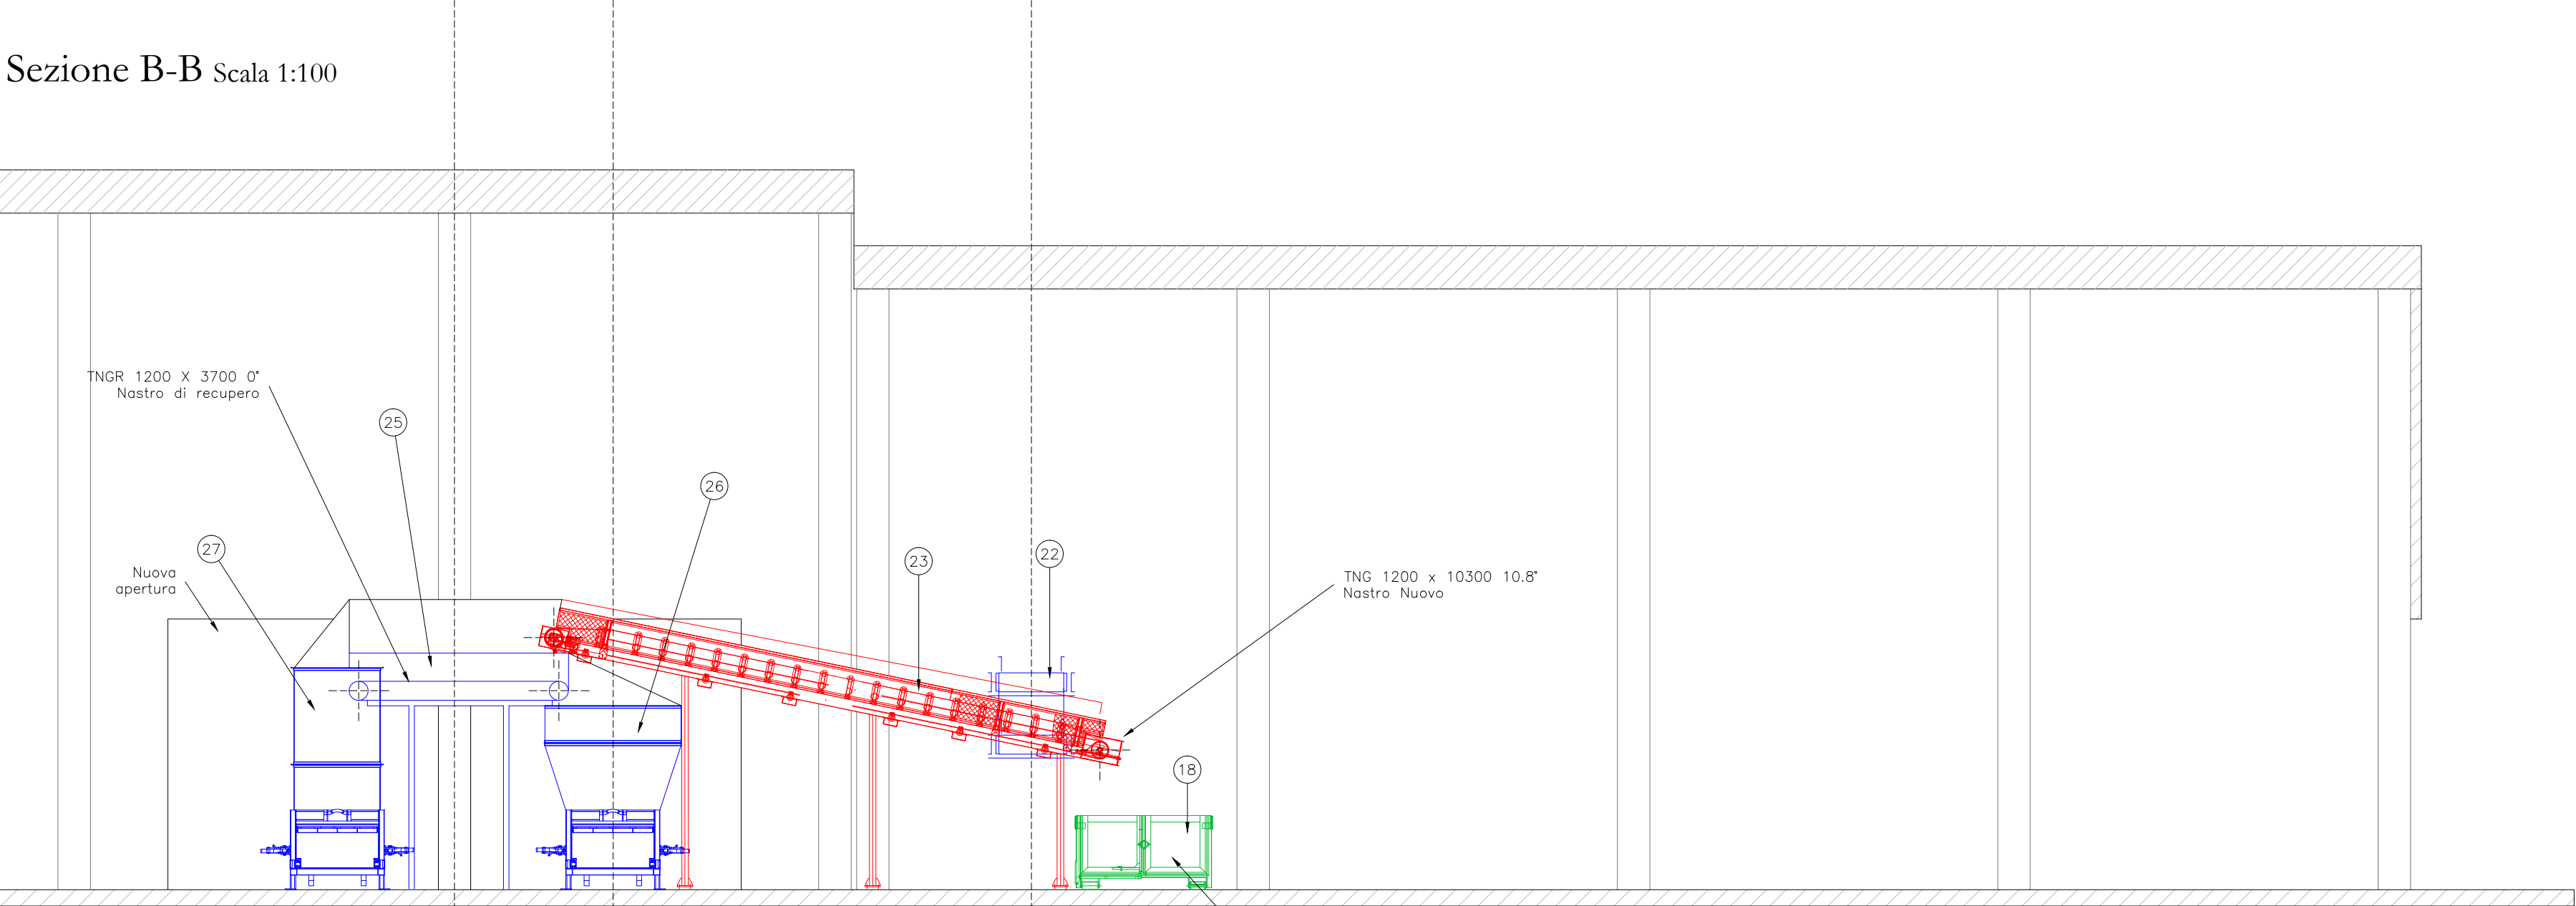 Sezione B-B Scala 1:100
TNGR 1200 X 3700 0°
Nastro di recupero
25
26
27
Nuova
apertura
23
22
TNG 1200 x 10300 10.8°
Nastro Nuovo
18